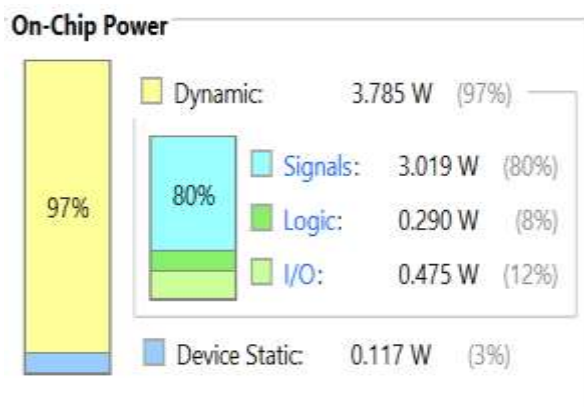 On-Chip Power
Dynamic: 3.785 W (97%)
97%
80%
Signals: 3.019 W (80%)
Logic: 0.290 W (8%)
I/O: 0.475 W (12%)
Device Static: 0.117 W (3%)